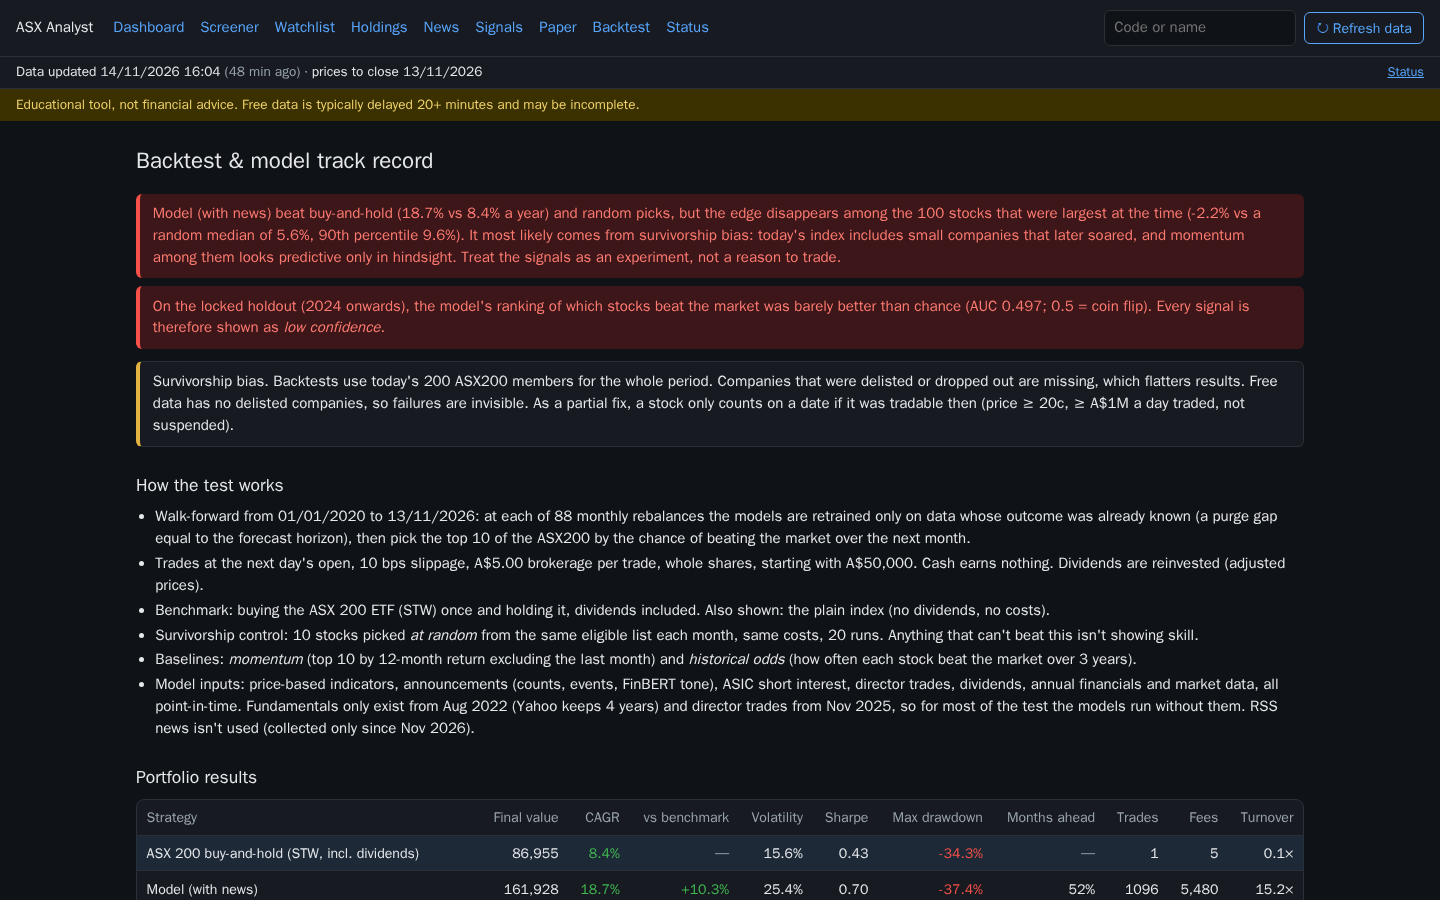 ASX Analyst Dashboard Screener Watchlist Holdings News Signals Paper Backtest Status Code or name ↻ Refresh data
Data updated 14/11/2026 16:04 (48 min ago) · prices to close 13/11/2026 Status
Educational tool, not financial advice. Free data is typically delayed 20+ minutes and may be incomplete.
Backtest & model track record
Model (with news) beat buy-and-hold (18.7% vs 8.4% a year) and random picks, but the edge disappears among the 100 stocks that were largest at the time (-2.2% vs a
random median of 5.6%, 90th percentile 9.6%). It most likely comes from survivorship bias: today's index includes small companies that later soared, and momentum
among them looks predictive only in hindsight. Treat the signals as an experiment, not a reason to trade.
On the locked holdout (2024 onwards), the model's ranking of which stocks beat the market was barely better than chance (AUC 0.497; 0.5 = coin flip). Every signal is
therefore shown as low confidence.
Survivorship bias. Backtests use today's 200 ASX200 members for the whole period. Companies that were delisted or dropped out are missing, which flatters results. Free
data has no delisted companies, so failures are invisible. As a partial fix, a stock only counts on a date if it was tradable then (price ≥ 20c, ≥ A$1M a day traded, not
suspended).
How the test works
• Walk-forward from 01/01/2020 to 13/11/2026: at each of 88 monthly rebalances the models are retrained only on data whose outcome was already known (a purge gap
equal to the forecast horizon), then pick the top 10 of the ASX200 by the chance of beating the market over the next month.
• Trades at the next day's open, 10 bps slippage, A$5.00 brokerage per trade, whole shares, starting with A$50,000. Cash earns nothing. Dividends are reinvested (adjusted
prices).
• Benchmark: buying the ASX 200 ETF (STW) once and holding it, dividends included. Also shown: the plain index (no dividends, no costs).
• Survivorship control: 10 stocks picked at random from the same eligible list each month, same costs, 20 runs. Anything that can't beat this isn't showing skill.
• Baselines: momentum (top 10 by 12-month return excluding the last month) and historical odds (how often each stock beat the market over 3 years).
• Model inputs: price-based indicators, announcements (counts, events, FinBERT tone), ASIC short interest, director trades, dividends, annual financials and market data, all
point-in-time. Fundamentals only exist from Aug 2022 (Yahoo keeps 4 years) and director trades from Nov 2025, so for most of the test the models run without them. RSS
news isn't used (collected only since Nov 2026).
Portfolio results
Strategy Final value CAGR vs benchmark Volatility Sharpe Max drawdown Months ahead Trades Fees Turnover
ASX 200 buy-and-hold (STW, incl. dividends) 86,955 8.4% — 15.6% 0.43 -34.3% — 1 5 0.1×
Model (with news) 161,928 18.7% +10.3% 25.4% 0.70 -37.4% 52% 1096 5,480 15.2×